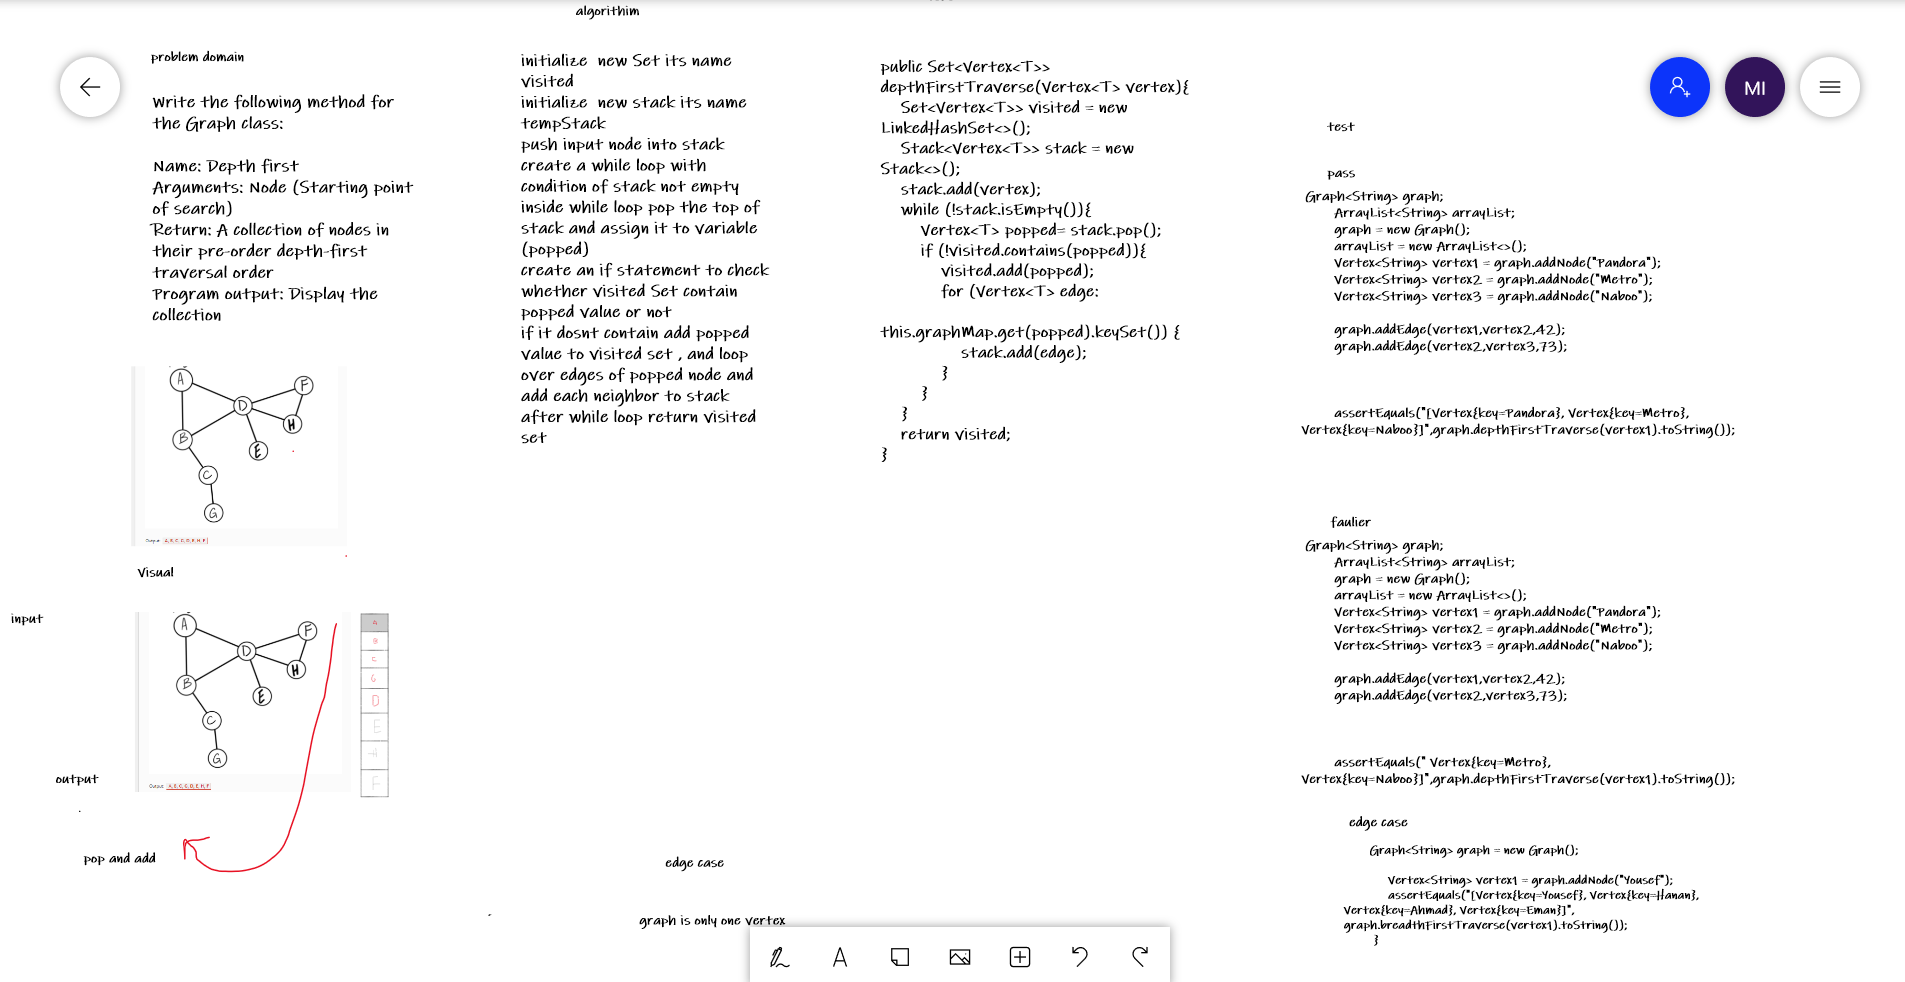 algorithim
problem domain
Write the following method for
the Graph class:
Name: Depth first
Arguments: Node (Starting point
of search)
Return: A collection of nodes in
their pre-order depth-first
traversal order
Program output: Display the
collection
A
F
D
H
B
E
C
G
Output: A, B, C, G, D, E, H, F
Visual
input
A
F
D
H
B
E
C
G
Output: A, B, C, G, D, E, H, F
output
pop and add
A
B
C
G
D
E
H
F
initialize new Set its name
visited
initialize new stack its name
tempStack
push input node into stack
create a while loop with
condition of stack not empty
inside while loop pop the top of
stack and assign it to variable
(popped)
create an if statement to check
whether visited Set contain
popped value or not
if it dosnt contain add popped
value to visited set , and loop
over edges of popped node and
add each neighbor to stack
after while loop return visited
set
edge case
graph is only one vertex
public Set<Vertex<T>>
depthFirstTraverse(Vertex<T> vertex){
Set<Vertex<T>> visited = new
LinkedHashSet<>();
Stack<Vertex<T>> stack = new
Stack<>();
stack.add(vertex);
while (!stack.isEmpty()){
Vertex<T> popped= stack.pop();
if (!visited.contains(popped)){
visited.add(popped);
for (Vertex<T> edge:
this.graphMap.get(popped).keySet()) {
stack.add(edge);
}
}
}
return visited;
}
MI
test
pass
Graph<String> graph;
ArrayList<String> arrayList;
graph = new Graph();
arrayList = new ArrayList<>();
Vertex<String> vertex1 = graph.addNode("Pandora");
Vertex<String> vertex2 = graph.addNode("Metro");
Vertex<String> vertex3 = graph.addNode("Naboo");
graph.addEdge(vertex1,vertex2,42);
graph.addEdge(vertex2,vertex3,73);
assertEquals("[Vertex{key=Pandora}, Vertex{key=Metro},
Vertex{key=Naboo}]",graph.depthFirstTraverse(vertex1).toString());
faulier
Graph<String> graph;
ArrayList<String> arrayList;
graph = new Graph();
arrayList = new ArrayList<>();
Vertex<String> vertex1 = graph.addNode("Pandora");
Vertex<String> vertex2 = graph.addNode("Metro");
Vertex<String> vertex3 = graph.addNode("Naboo");
graph.addEdge(vertex1,vertex2,42);
graph.addEdge(vertex2,vertex3,73);
assertEquals(" Vertex{key=Metro},
Vertex{key=Naboo}]",graph.depthFirstTraverse(vertex1).toString());
edge case
Graph<String> graph = new Graph();
Vertex<String> vertex1 = graph.addNode("Yousef");
assertEquals("[Vertex{key=Yousef}, Vertex{key=Hanan},
Vertex{key=Ahmad}, Vertex{key=Eman}]",
graph.breadthFirstTraverse(vertex1).toString());
}